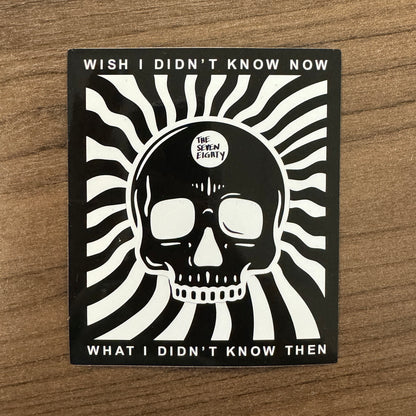 WISH I DIDN'T KNOW NOW
THE
SEVEN
EIGHTY
WHAT I DIDN'T KNOW THEN